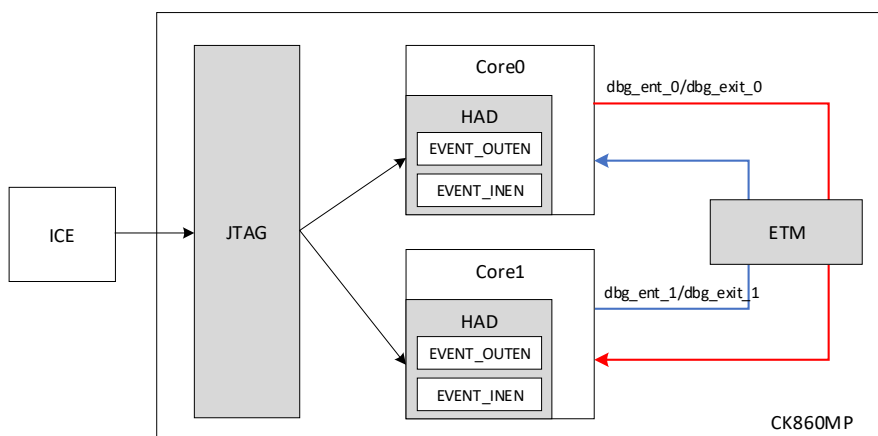 ICE
JTAG
Core0
HAD
EVENT_OUTEN
EVENT_INEN
dbg_ent_0/dbg_exit_0
ETM
Core1
HAD
EVENT_OUTEN
EVENT_INEN
dbg_ent_1/dbg_exit_1
CK860MP